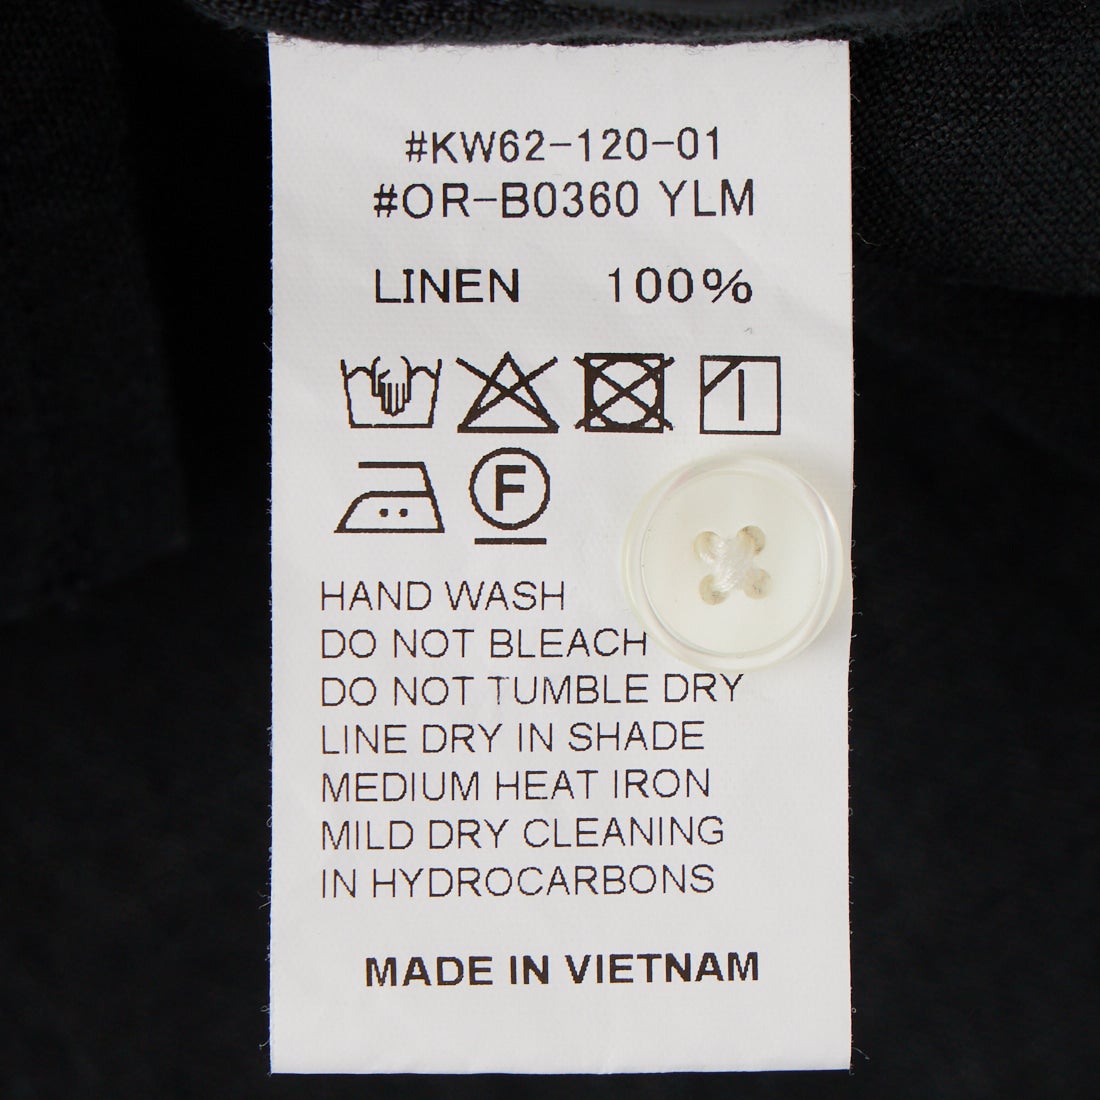 #KW62-120-01
#OR-B0360 YLM
LINEN 100%
F
HAND WASH
DO NOT BLEACH
DO NOT TUMBLE DRY
LINE DRY IN SHADE
MEDIUM HEAT IRON
MILD DRY CLEANING
IN HYDROCARBONS
MADE IN VIETNAM